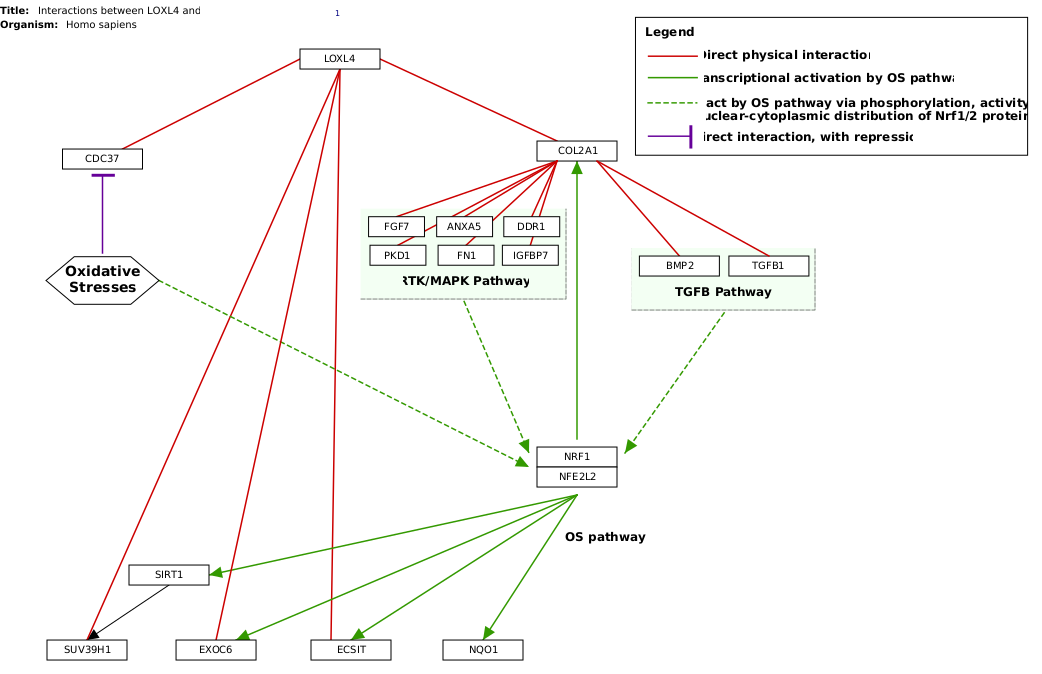 Title: Interactions between LOXL4 and
Organism: Homo sapiens
1
Legend
Direct physical interaction
anscriptional activation by OS pathwa
act by OS pathway via phosphorylation, activity
uclear-cytoplasmic distribution of Nrf1/2 protein
irect interaction, with repressio
LOXL4
CDC37
COL2A1
FGF7
ANXA5
DDR1
PKD1
FN1
IGFBP7
RTK/MAPK Pathway
BMP2
TGFB1
TGFB Pathway
Oxidative
Stresses
NRF1
NFE2L2
OS pathway
SIRT1
SUV39H1
EXOC6
ECSIT
NQO1